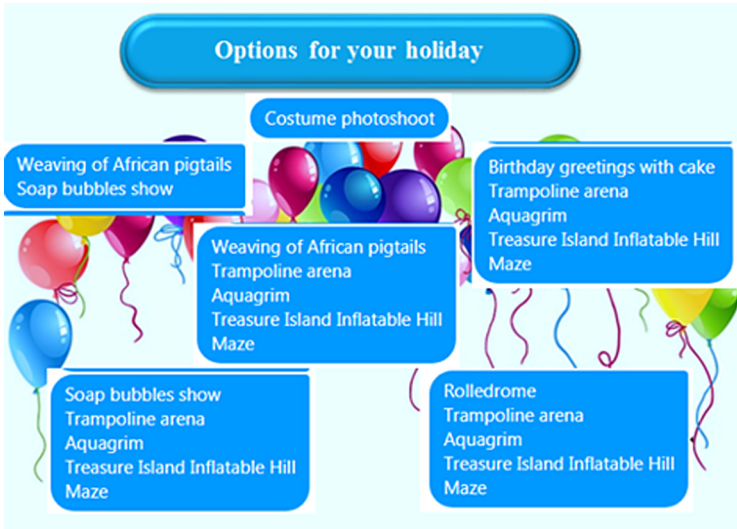 Options for your holiday
Costume photoshoot
Weaving of African pigtails
Soap bubbles show
Birthday greetings with cake
Trampoline arena
Aquagrim
Treasure Island Inflatable Hill
Maze
Weaving of African pigtails
Trampoline arena
Aquagrim
Treasure Island Inflatable Hill
Maze
Soap bubbles show
Trampoline arena
Aquagrim
Treasure Island Inflatable Hill
Maze
Rolledrome
Trampoline arena
Aquagrim
Treasure Island Inflatable Hill
Maze